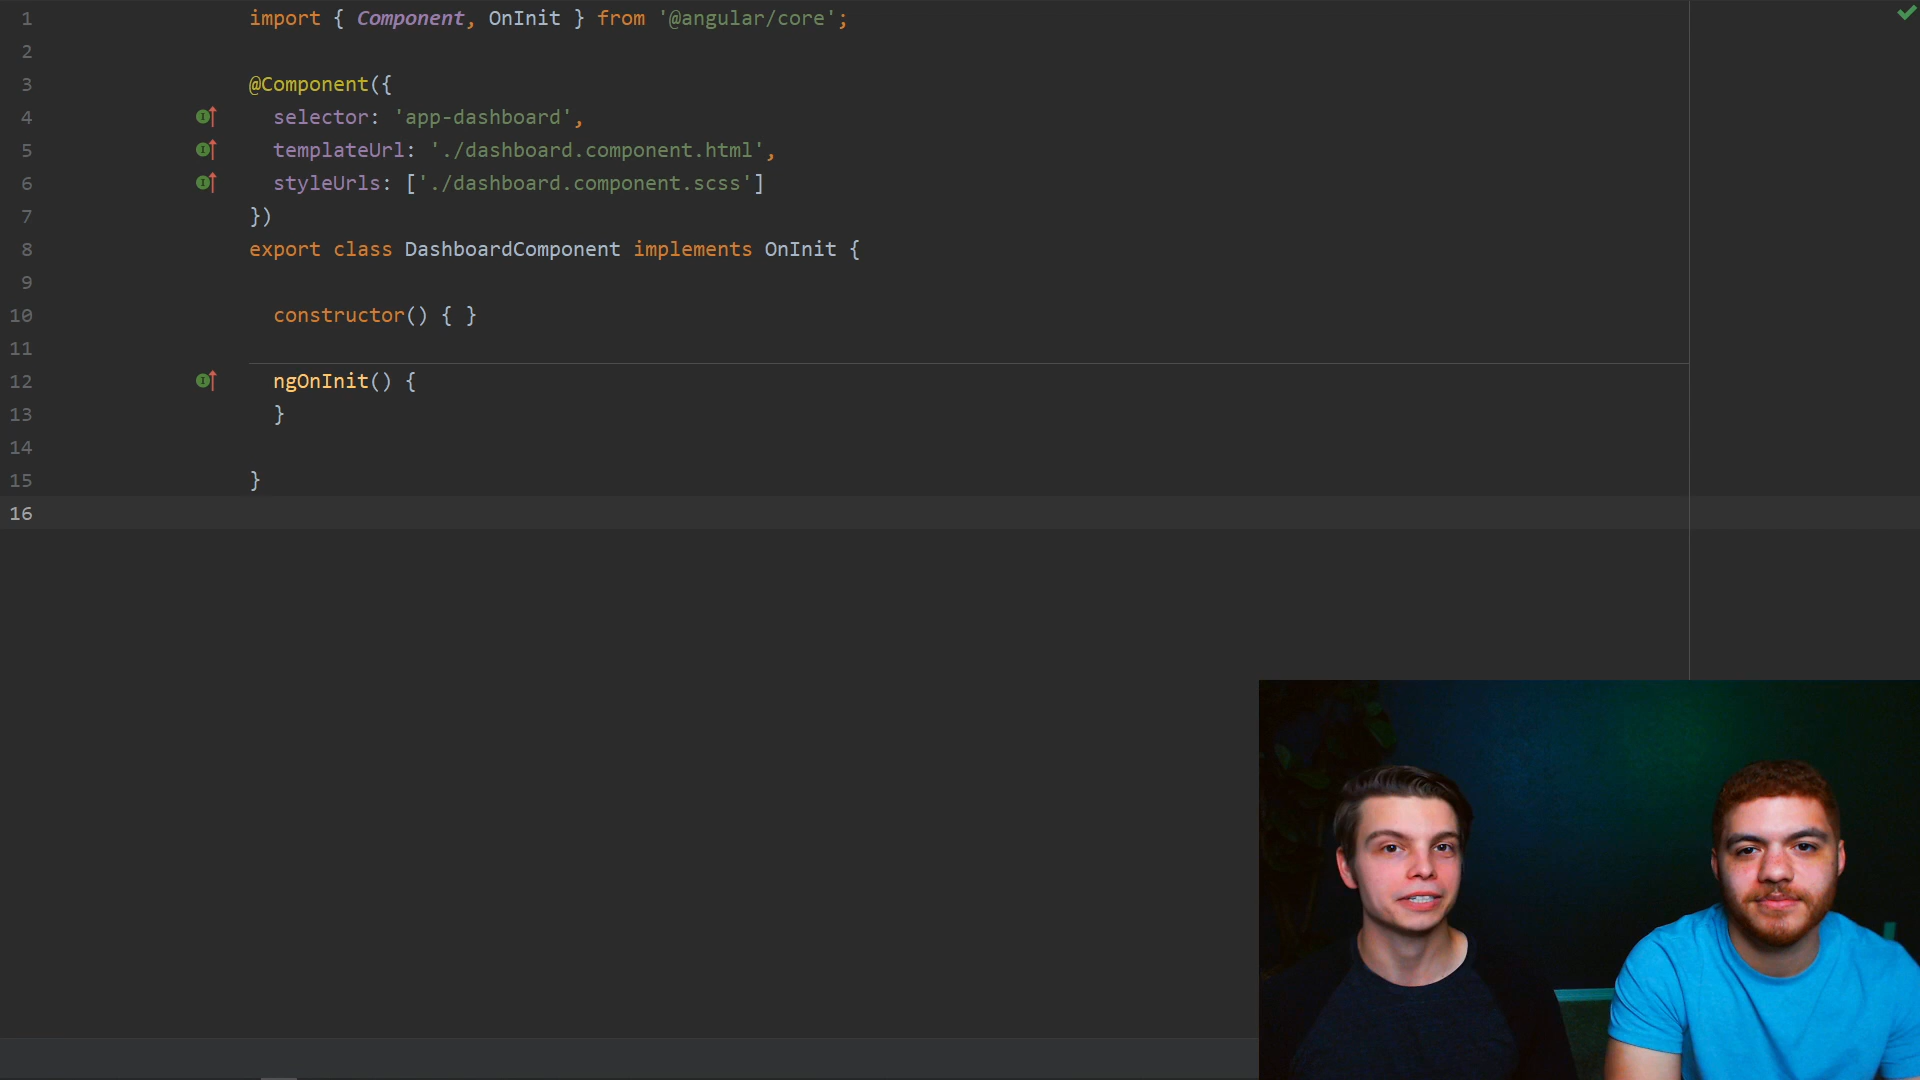 1 import { Component, OnInit } from '@angular/core';
2
3 @Component({
4 selector: 'app-dashboard',
5 templateUrl: './dashboard.component.html',
6 styleUrls: ['./dashboard.component.scss']
7 })
8 export class DashboardComponent implements OnInit {
9
10 constructor() { }
11
12 ngOnInit() {
13 }
14
15 }
16